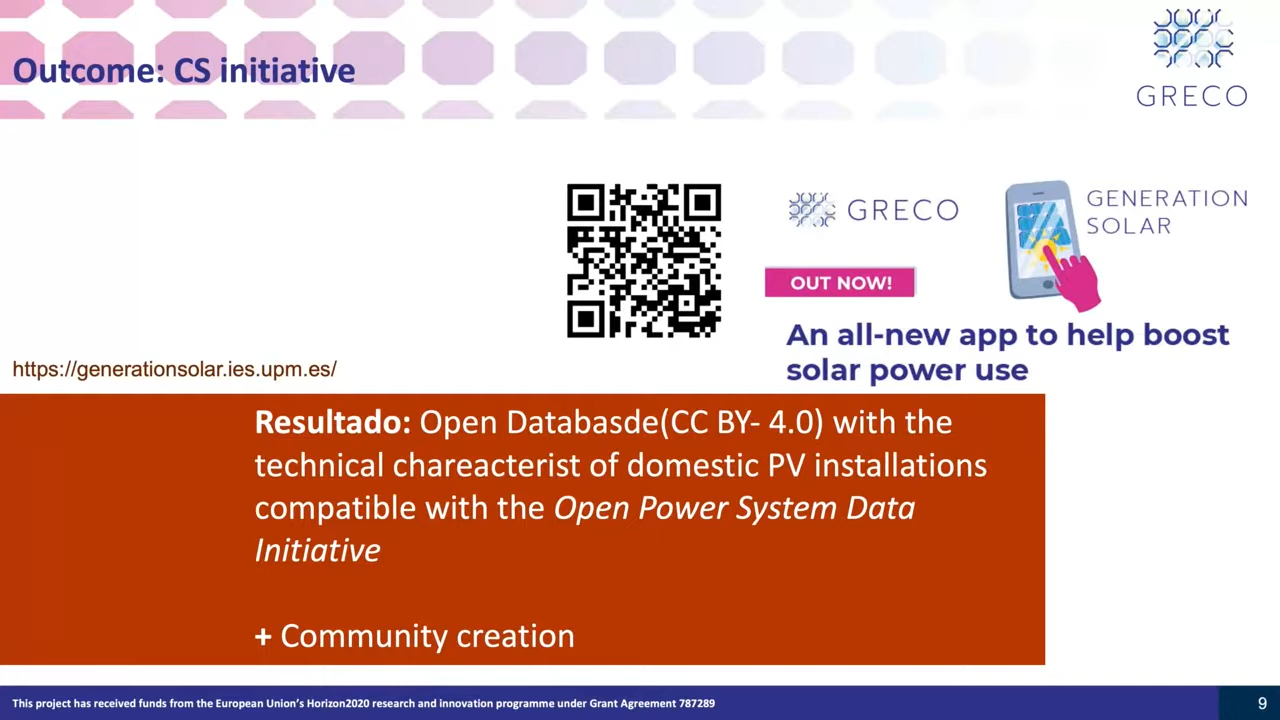 Outcome: CS initiative
GRECO
GRECO
GENERATION
SOLAR
OUT NOW!
An all-new app to help boost
solar power use
https://generationsolar.ies.upm.es/
Resultado: Open Databasde(CC BY- 4.0) with the
technical chareacterist of domestic PV installations
compatible with the Open Power System Data
Initiative
+ Community creation
This project has received funds from the European Union’s Horizon2020 research and innovation programme under Grant Agreement 787289
9